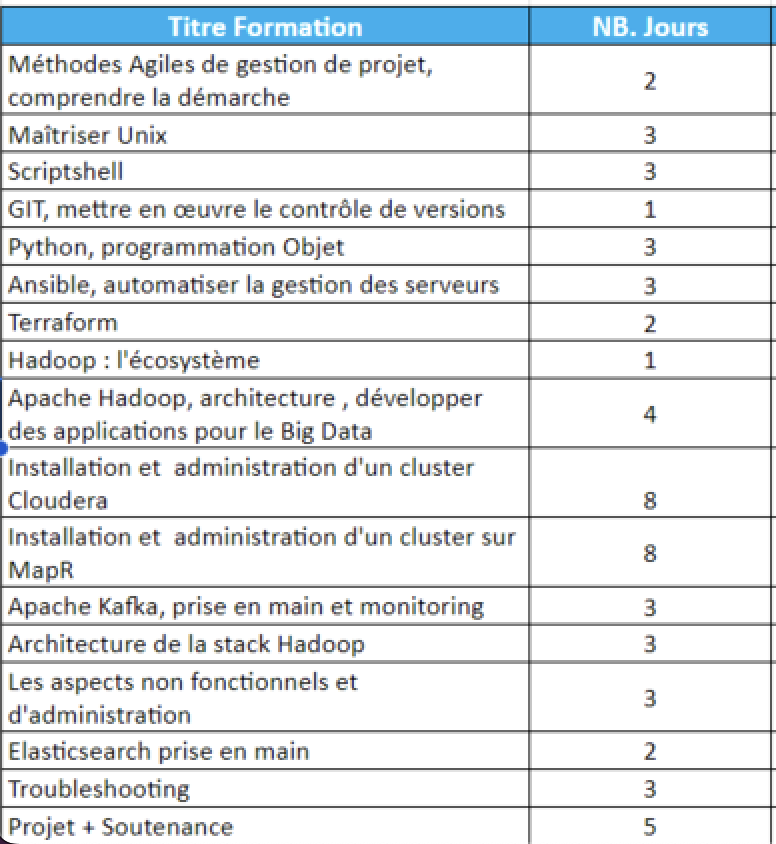 Titre Formation NB. Jours
Méthodes Agiles de gestion de projet,
comprendre la démarche 2
Maîtriser Unix 3
Scriptshell 3
GIT, mettre en œuvre le contrôle de versions 1
Python, programmation Objet 3
Ansible, automatiser la gestion des serveurs 3
Terraform 2
Hadoop : l'écosystème 1
Apache Hadoop, architecture , développer
des applications pour le Big Data 4
Installation et  administration d'un cluster
Cloudera 8
Installation et  administration d'un cluster sur
MapR 8
Apache Kafka, prise en main et monitoring 3
Architecture de la stack Hadoop 3
Les aspects non fonctionnels et
d'administration 3
Elasticsearch prise en main 2
Troubleshooting 3
Projet + Soutenance 5